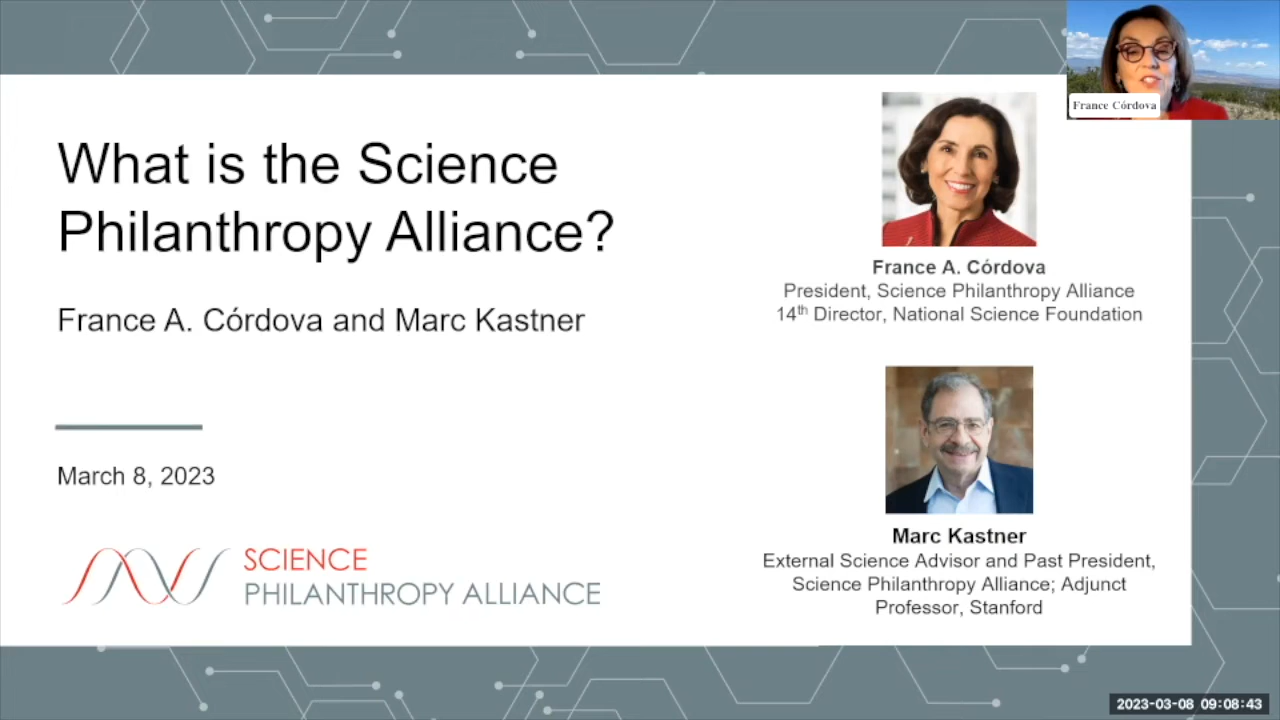 What is the Science
Philanthropy Alliance?
France A. Córdova and Marc Kastner
March 8, 2023
SCIENCE
PHILANTHROPY ALLIANCE
France Córdova
France A. Córdova
President, Science Philanthropy Alliance
14th Director, National Science Foundation
Marc Kastner
External Science Advisor and Past President,
Science Philanthropy Alliance; Adjunct
Professor, Stanford
2023-03-08 09:08:43